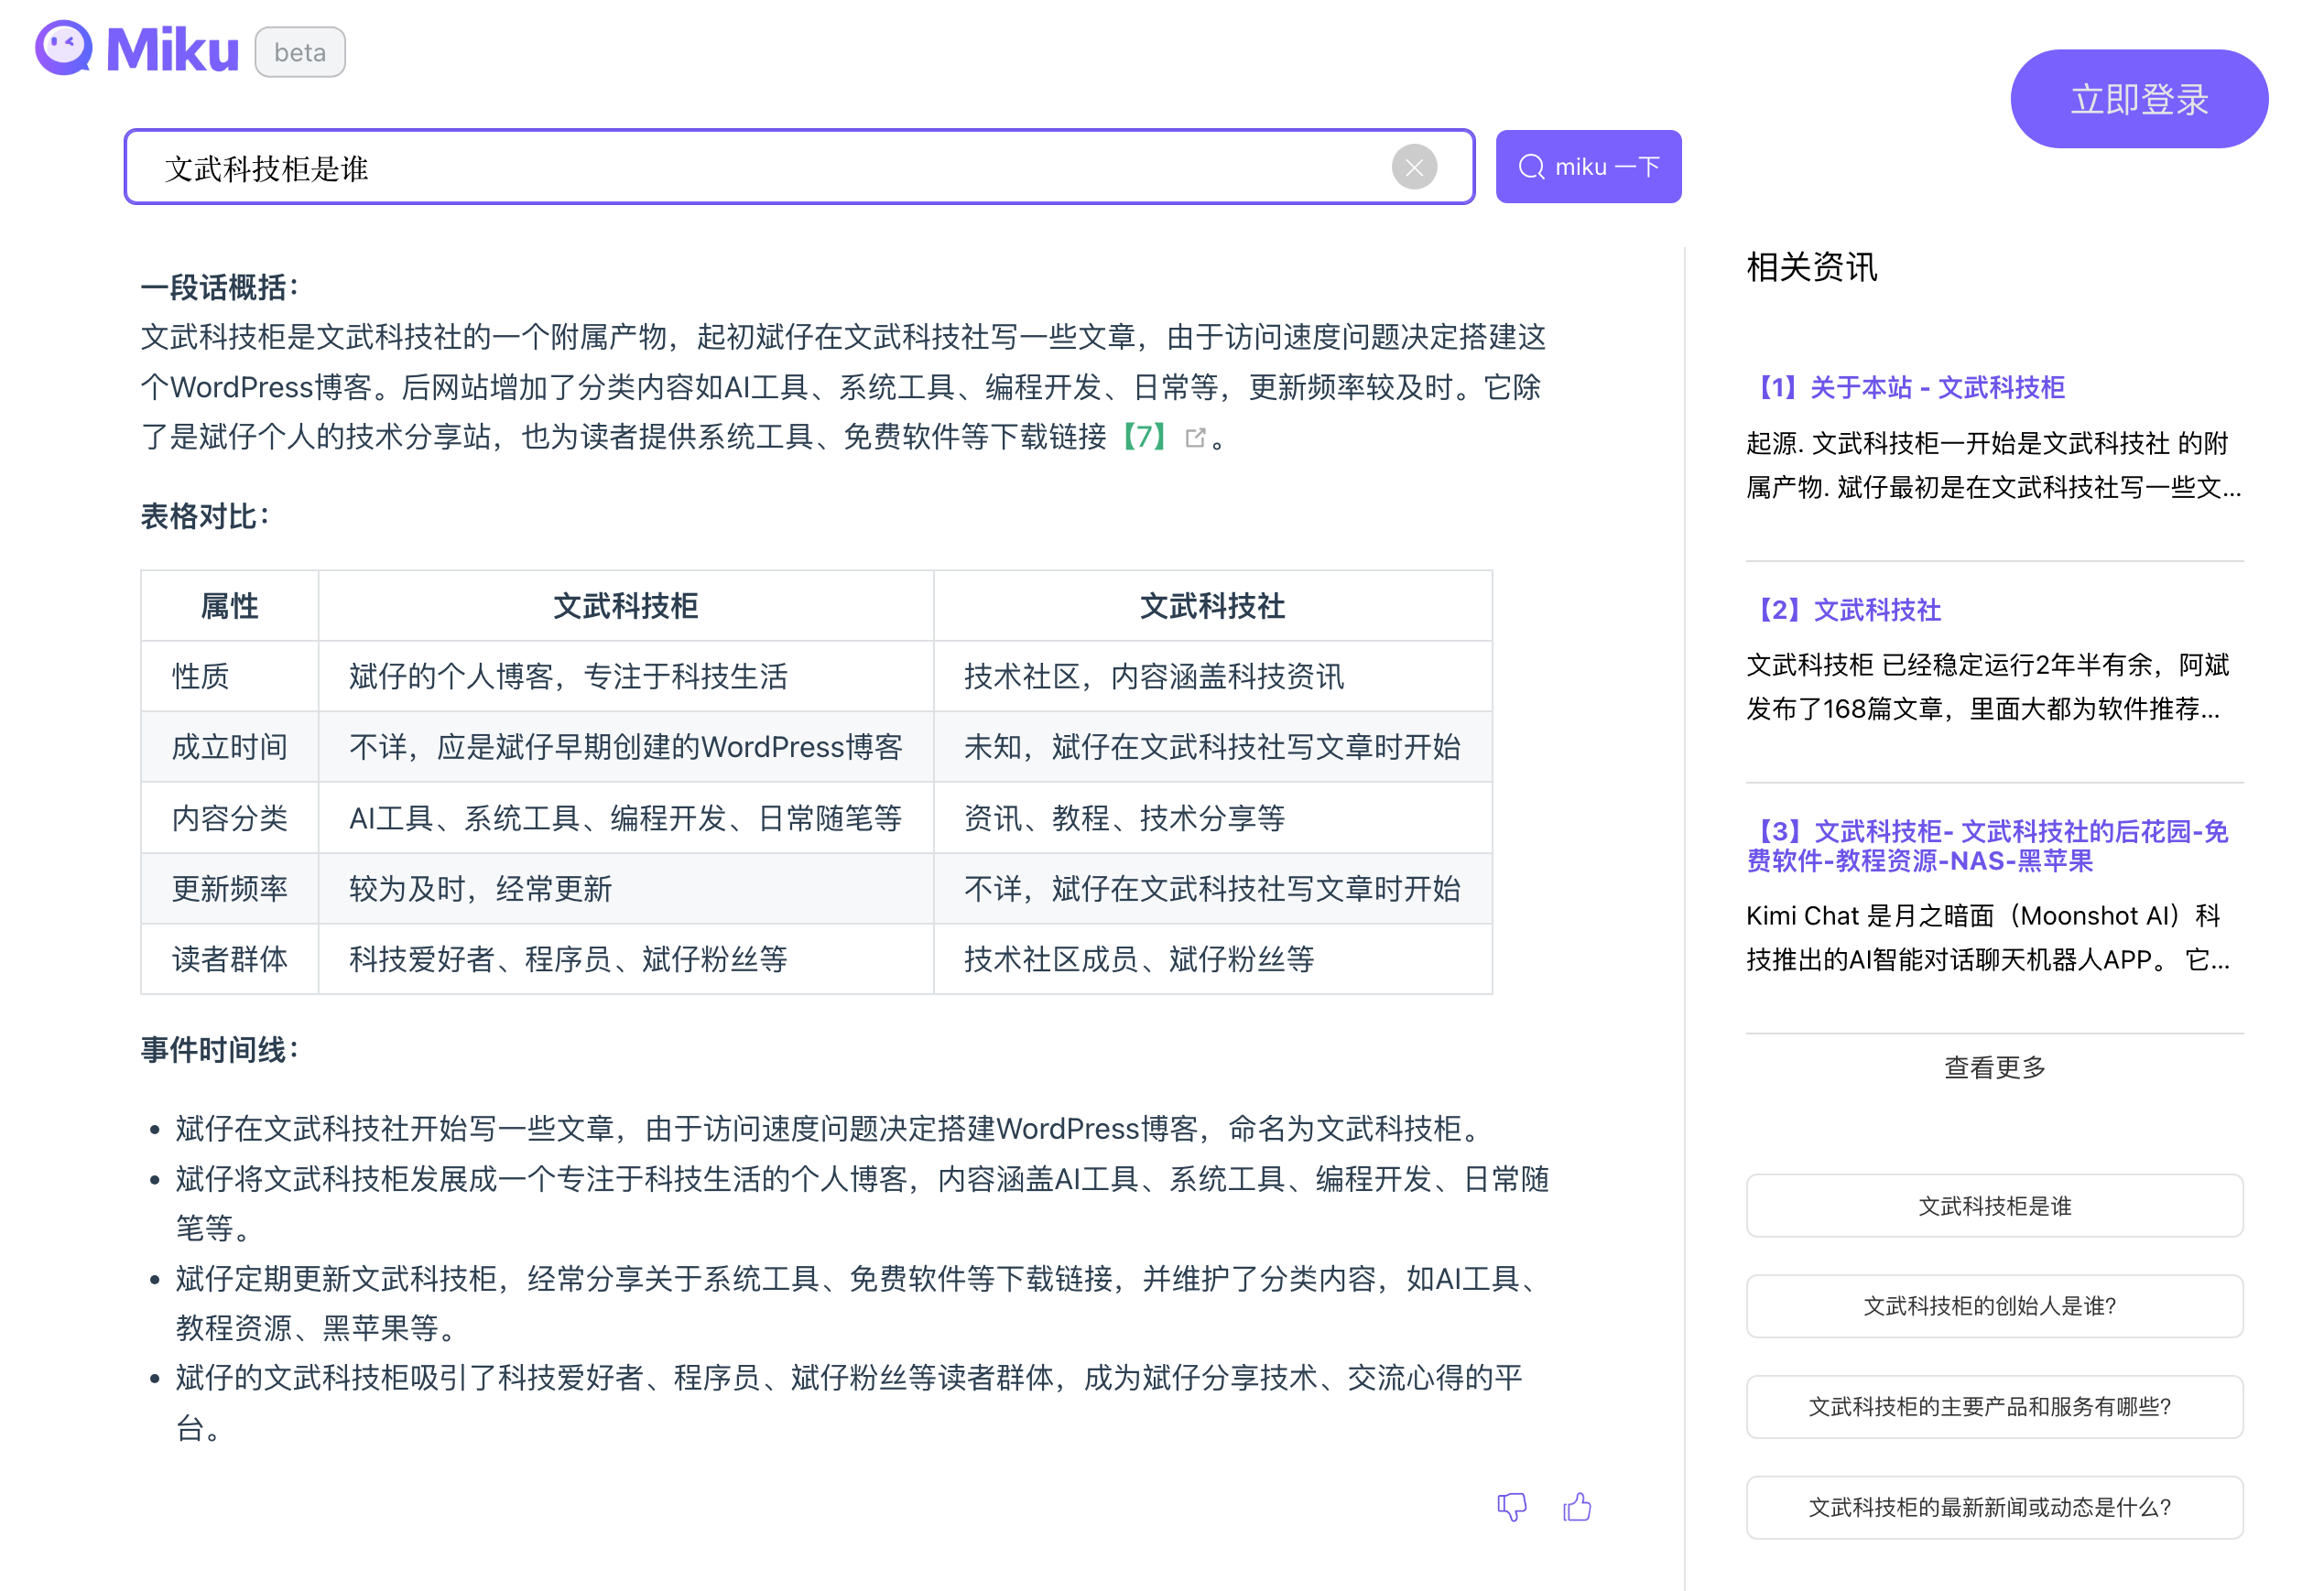 Miku beta
立即登录
文武科技柜是谁
miku 一下
一段话概括：
文武科技柜是文武科技社的一个附属产物，起初斌仔在文武科技社写一些文章，由于访问速度问题决定搭建这
个WordPress博客。后网站增加了分类内容如AI工具、系统工具、编程开发、日常等，更新频率较及时。它除
了是斌仔个人的技术分享站，也为读者提供系统工具、免费软件等下载链接【7】。
表格对比：
属性 文武科技柜 文武科技社
性质 斌仔的个人博客，专注于科技生活 技术社区，内容涵盖科技资讯
成立时间 不详，应是斌仔早期创建的WordPress博客 未知，斌仔在文武科技社写文章时开始
内容分类 AI工具、系统工具、编程开发、日常随笔等 资讯、教程、技术分享等
更新频率 较为及时，经常更新 不详，斌仔在文武科技社写文章时开始
读者群体 科技爱好者、程序员、斌仔粉丝等 技术社区成员、斌仔粉丝等
事件时间线：
• 斌仔在文武科技社开始写一些文章，由于访问速度问题决定搭建WordPress博客，命名为文武科技柜。
• 斌仔将文武科技柜发展成一个专注于科技生活的个人博客，内容涵盖AI工具、系统工具、编程开发、日常随
笔等。
• 斌仔定期更新文武科技柜，经常分享关于系统工具、免费软件等下载链接，并维护了分类内容，如AI工具、
教程资源、黑苹果等。
• 斌仔的文武科技柜吸引了科技爱好者、程序员、斌仔粉丝等读者群体，成为斌仔分享技术、交流心得的平
台。
相关资讯
【1】关于本站 - 文武科技柜
起源. 文武科技柜一开始是文武科技社 的附
属产物. 斌仔最初是在文武科技社写一些文...
【2】文武科技社
文武科技柜 已经稳定运行2年半有余，阿斌
发布了168篇文章，里面大都为软件推荐...
【3】文武科技柜- 文武科技社的后花园-免
费软件-教程资源-NAS-黑苹果
Kimi Chat 是月之暗面（Moonshot AI）科
技推出的AI智能对话聊天机器人APP。 它...
查看更多
文武科技柜是谁
文武科技柜的创始人是谁?
文武科技柜的主要产品和服务有哪些?
文武科技柜的最新新闻或动态是什么?